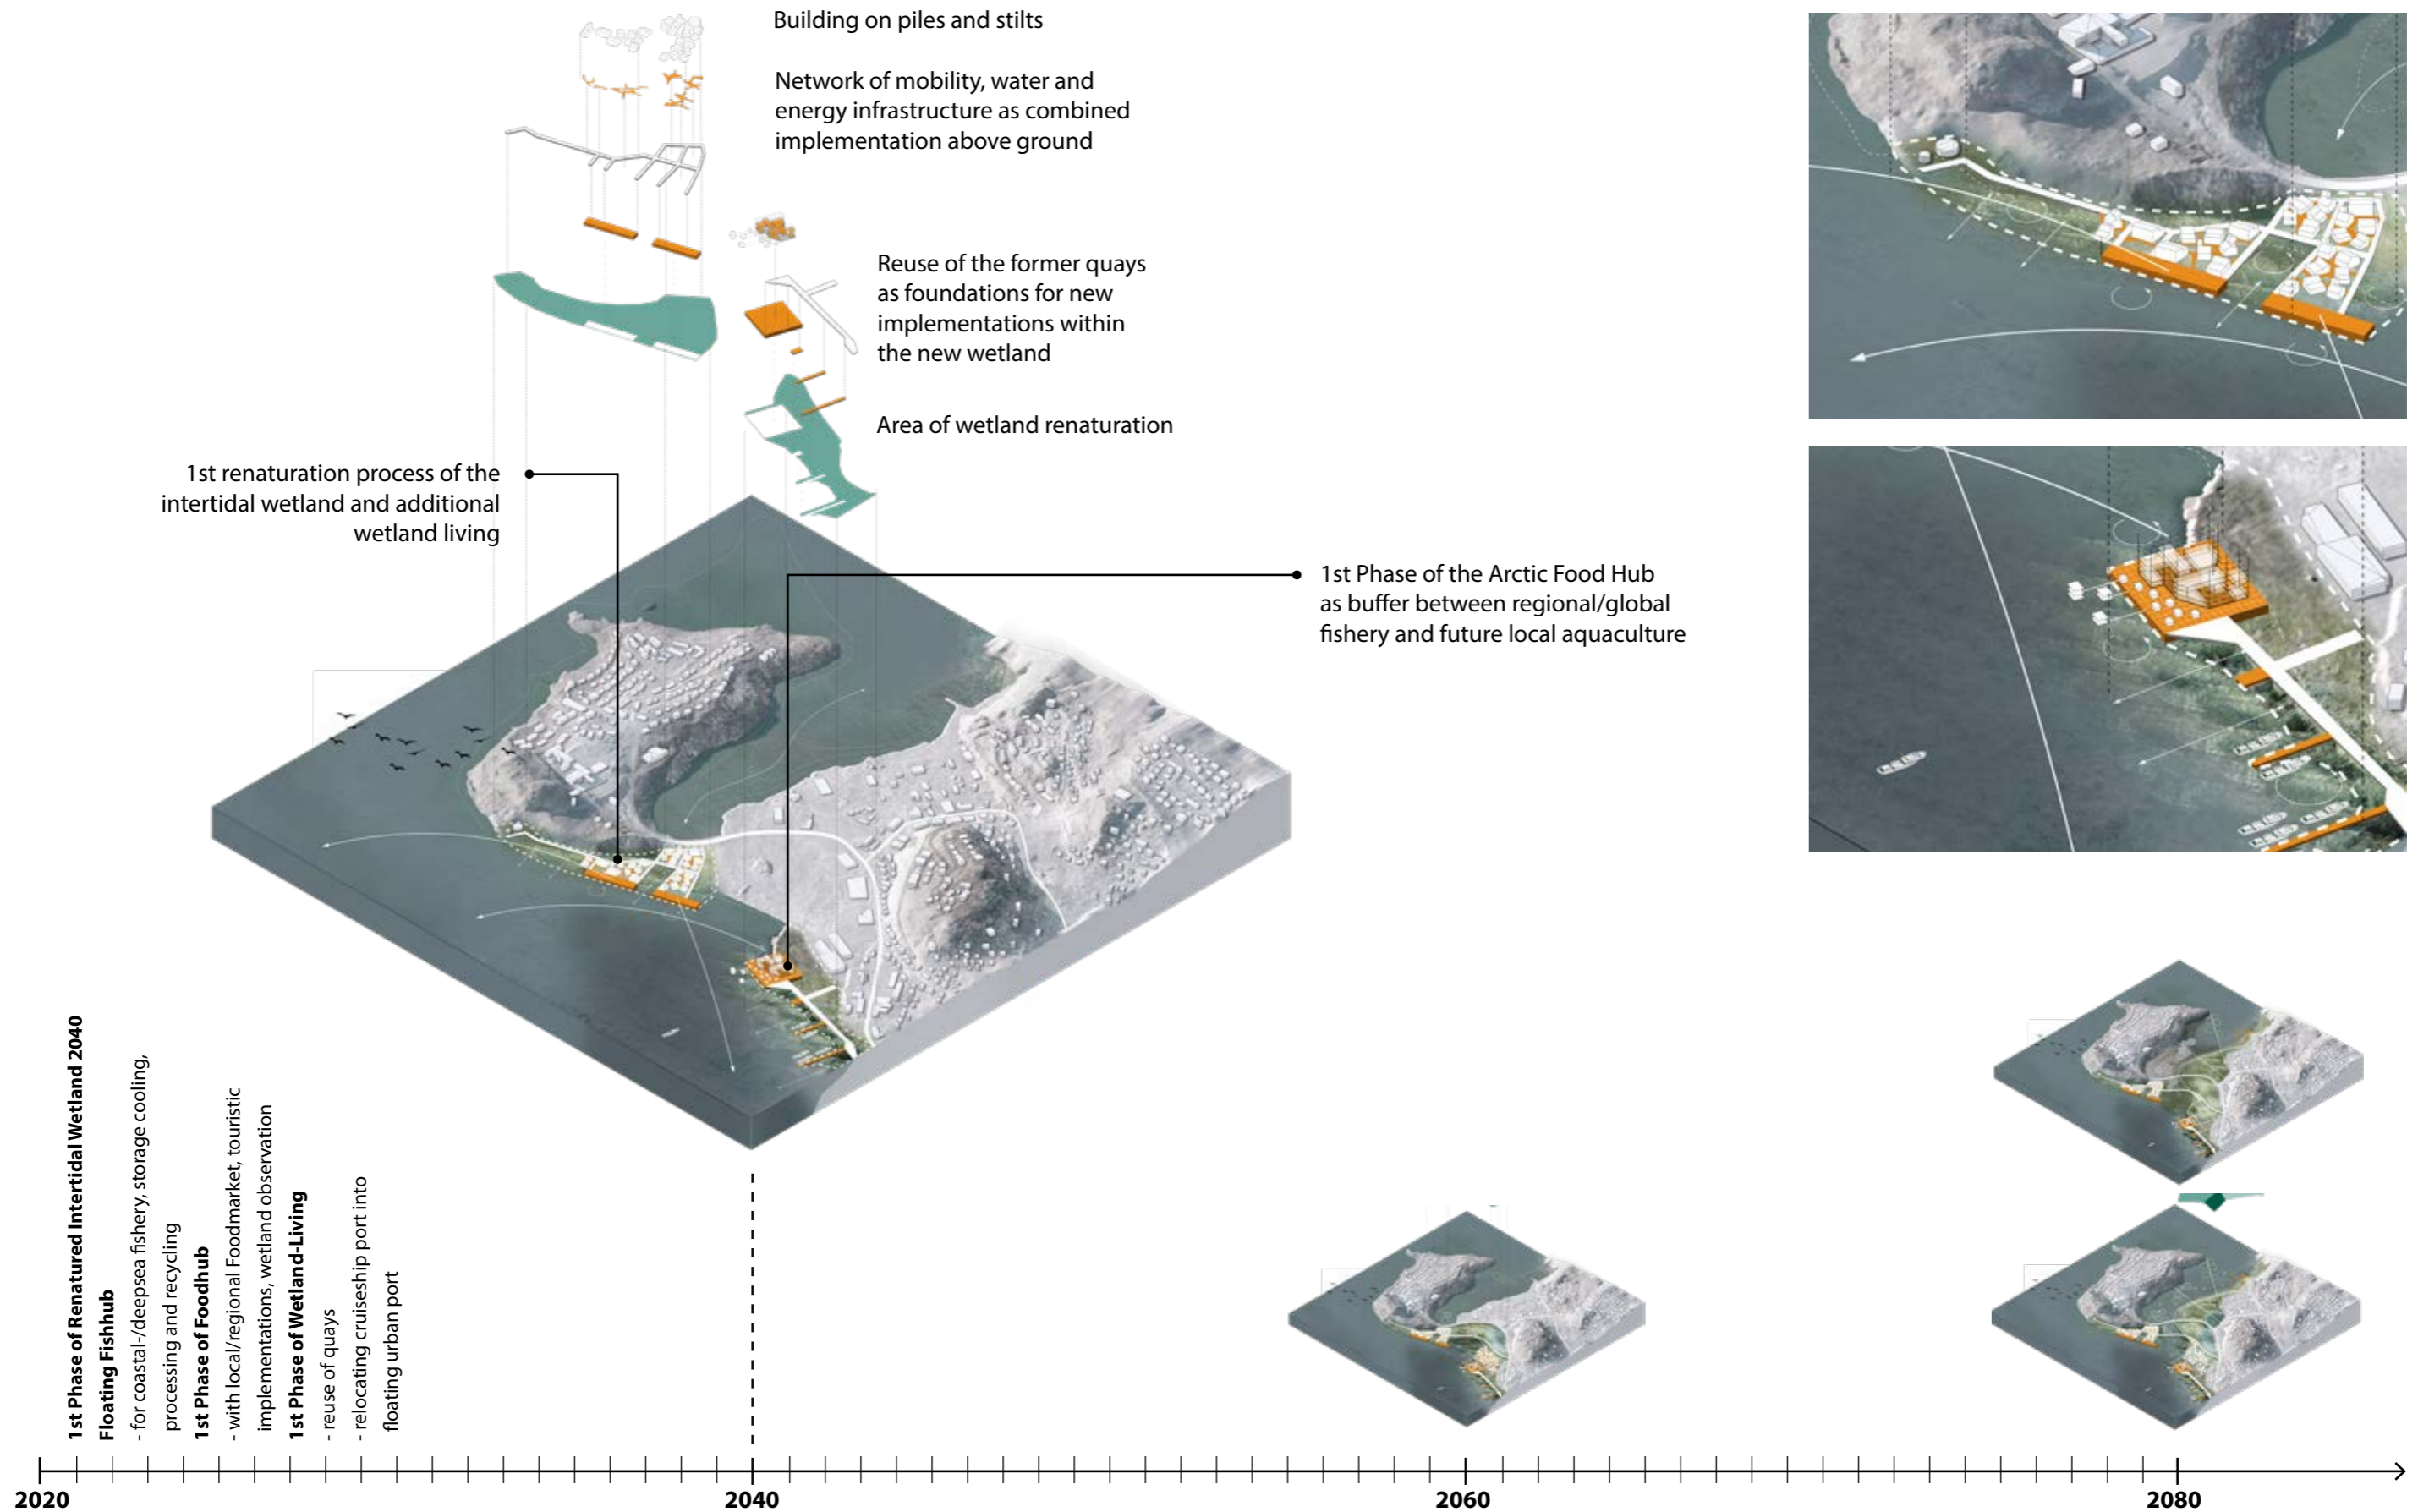 Building on piles and stilts
Network of mobility, water and
energy infrastructure as combined
implementation above ground
Reuse of the former quays
as foundations for new
implementations within
the new wetland
Area of wetland renaturation
1st renaturation process of the
intertidal wetland and additional
wetland living
1st Phase of the Arctic Food Hub
as buffer between regional/global
fishery and future local aquaculture
1st Phase of Renatured Intertidal Wetland 2040
Floating Fishhub
- for coastal-/deepsea fishery, storage cooling,
processing and recycling
1st Phase of Foodhub
- with local/regional Foodmarket, touristic
implementations, wetland observation
1st Phase of Wetland-Living
- reuse of quays
- relocating cruiseship port into
floating urban port
2020
2040
2060
2080